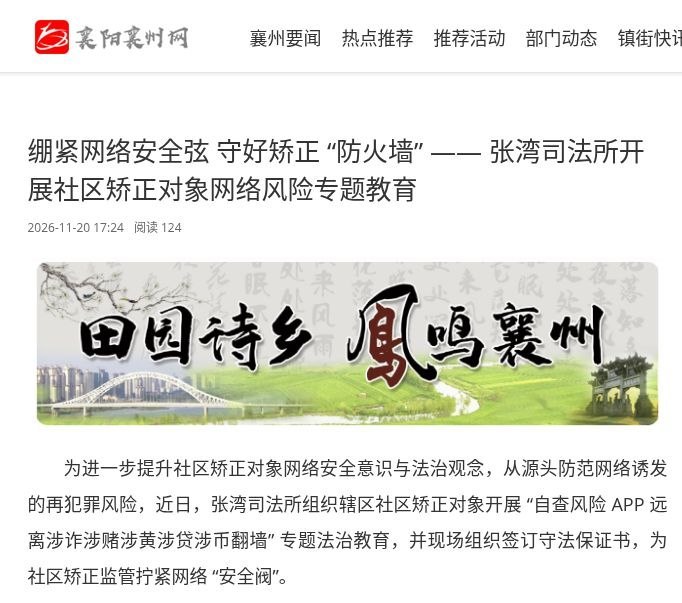 襄阳襄州网
襄州要闻 热点推荐 推荐活动 部门动态 镇街快讯
绷紧网络安全弦 守好矫正 “防火墙” —— 张湾司法所开
展社区矫正对象网络风险专题教育
2026-11-20 17:24 阅读 124
田园诗乡 凤鸣襄州
为进一步提升社区矫正对象网络安全意识与法治观念，从源头防范网络诱发
的再犯罪风险，近日，张湾司法所组织辖区社区矫正对象开展 “自查风险 APP 远
离涉诈涉赌涉黄涉贷涉币翻墙” 专题法治教育，并现场组织签订守法保证书，为
社区矫正监管拧紧网络 “安全阀”。